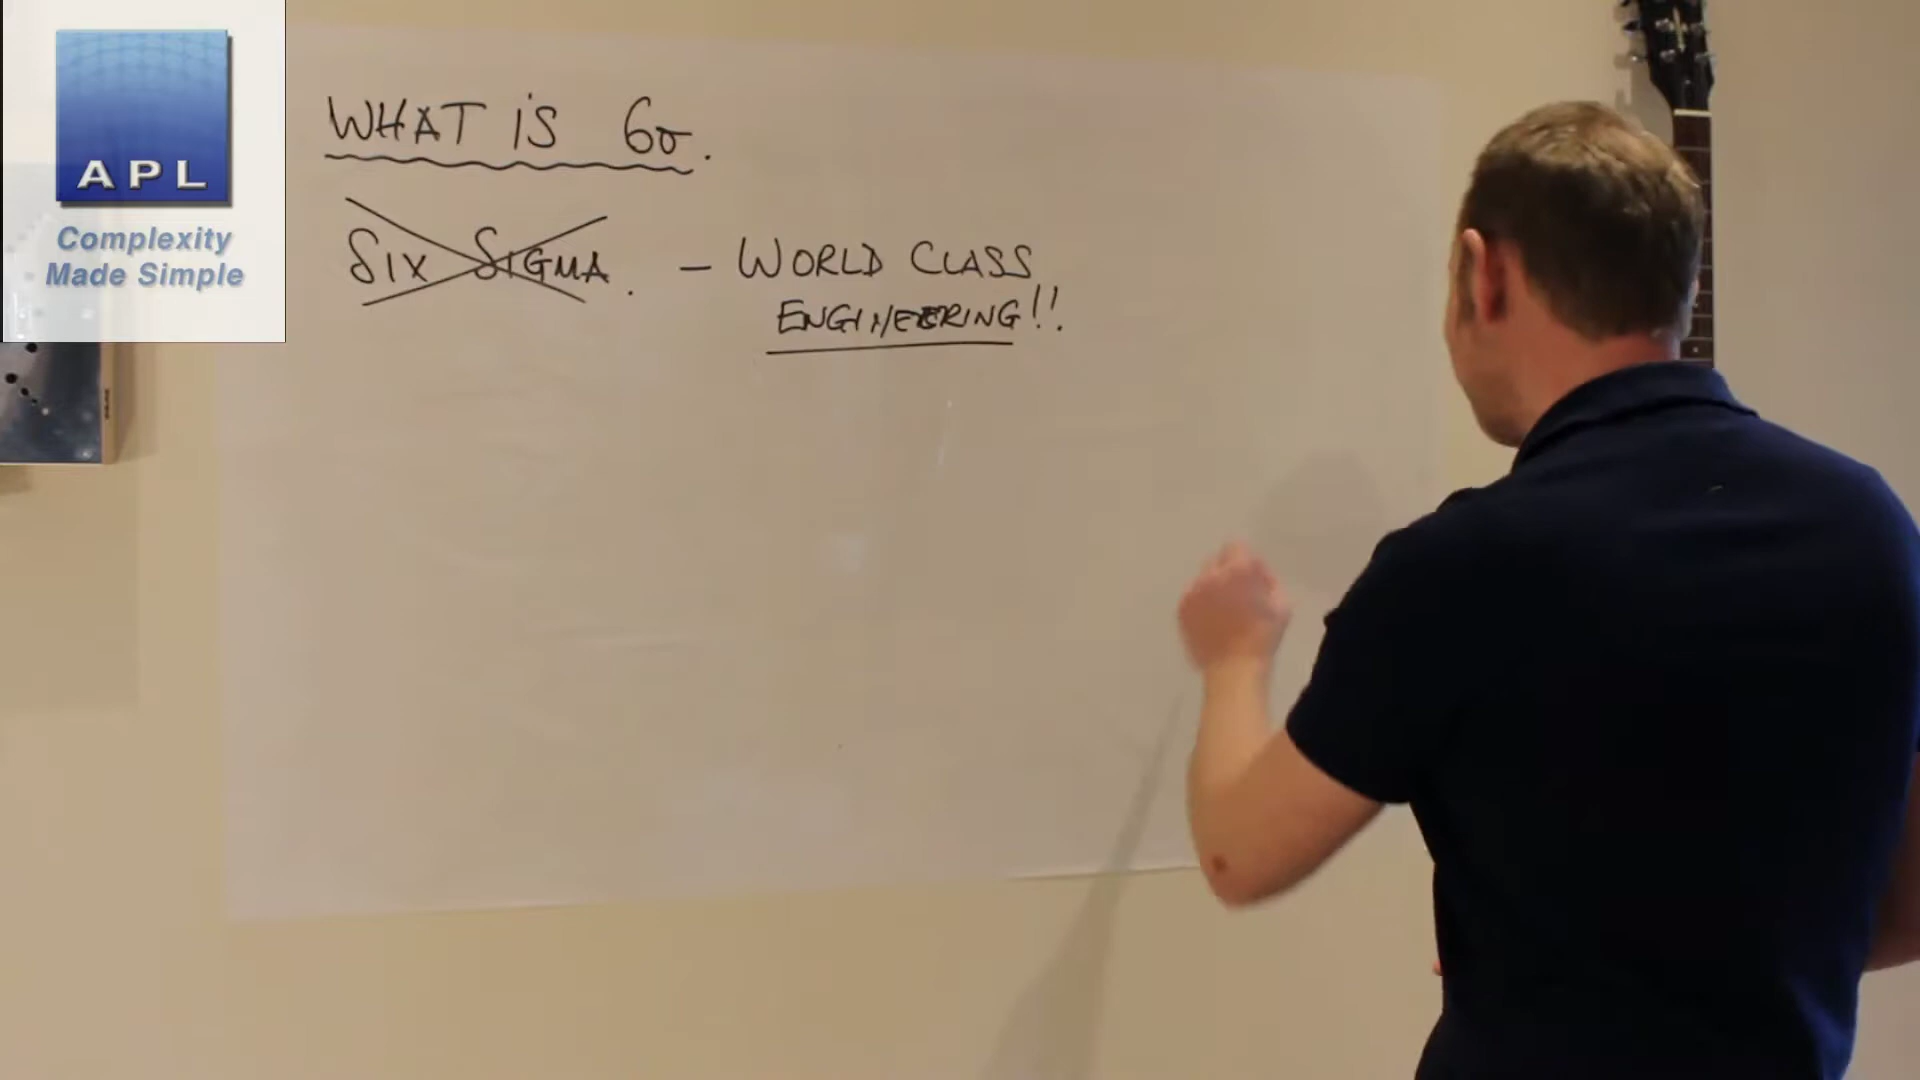 APL
Complexity
Made Simple
WHAT IS 6σ.
SIX SIGMA. — WORLD CLASS
ENGINEERING!!